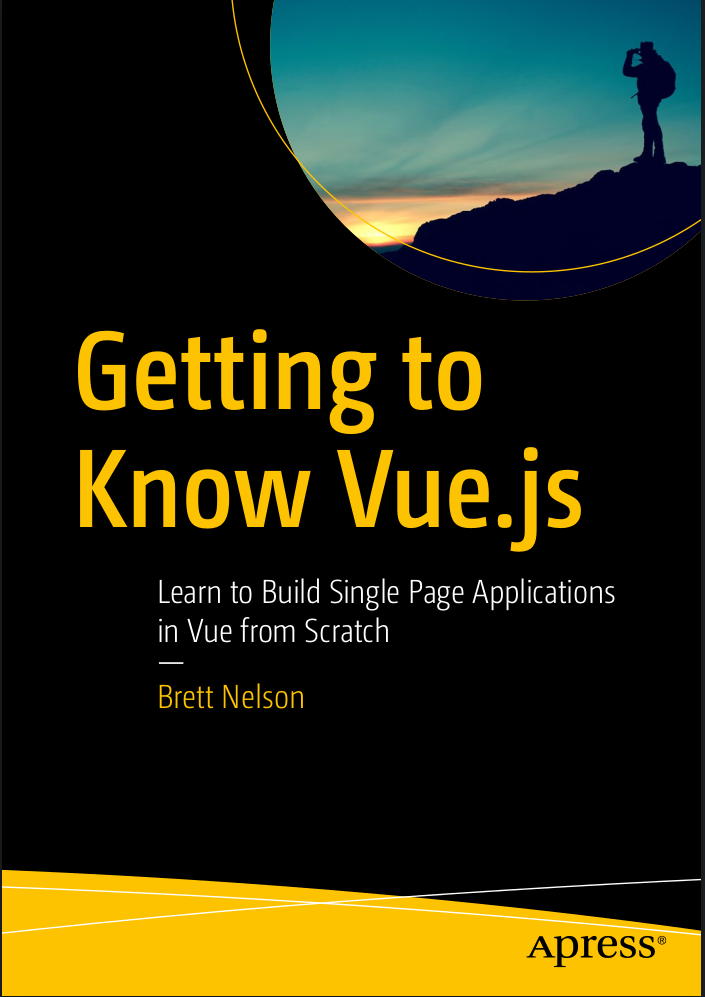 Getting to
Know Vue.js
Learn to Build Single Page Applications
in Vue from Scratch
—
Brett Nelson
Apress®